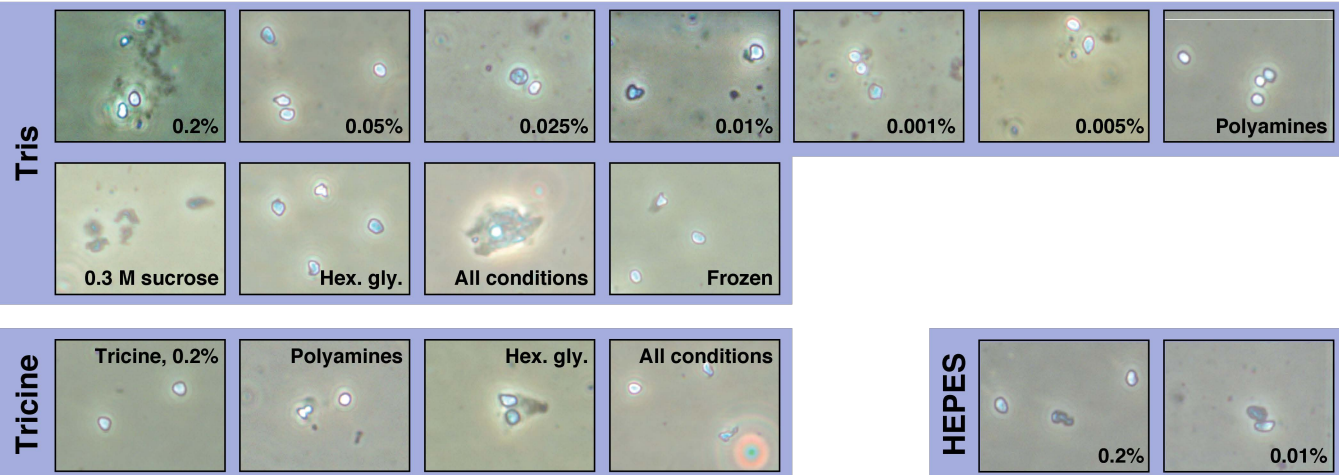 Tris
0.2%
0.05%
0.025%
0.01%
0.001%
0.005%
Polyamines
0.3 M sucrose
Hex. gly.
All conditions
Frozen
Tricine
Tricine, 0.2%
Polyamines
Hex. gly.
All conditions
HEPES
0.2%
0.01%